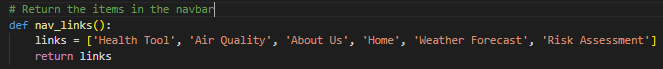 # Return the items in the navbar
def nav_links():
    links = ['Health Tool', 'Air Quality', 'About Us', 'Home', 'Weather Forecast', 'Risk Assessment']
    return links